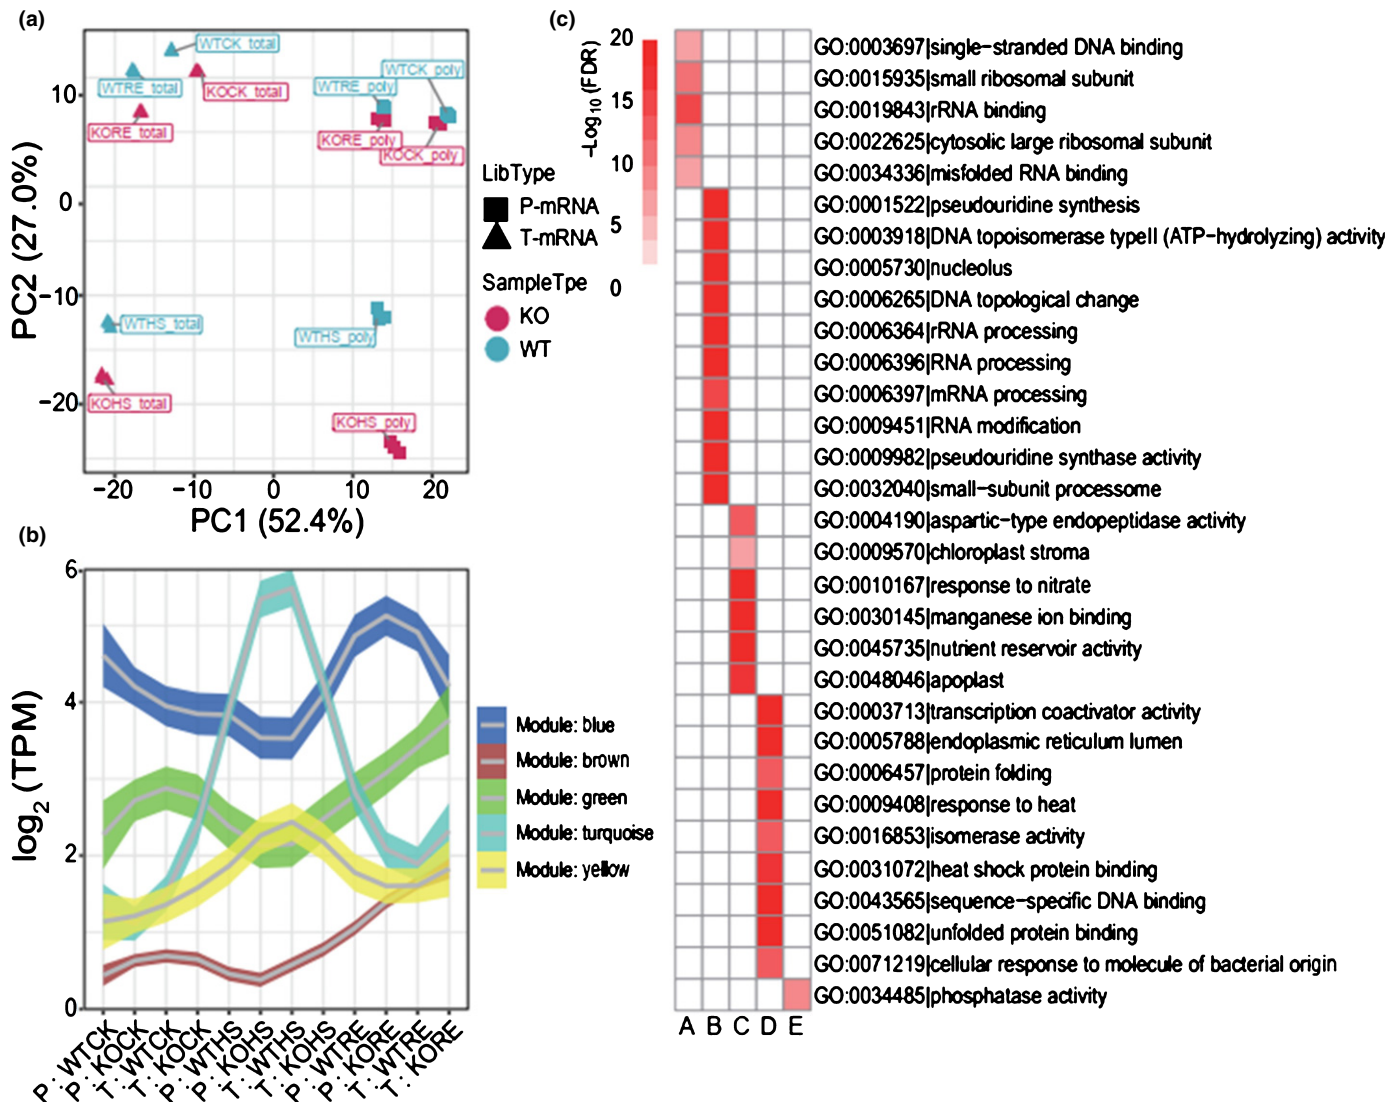 (a)
WTCK_total
WTRE_total
KOCK_total
KORE_total
WTCK_poly
WTRE_poly
KORE_poly
KOCK_poly
WTHS_total
WTHS_poly
KOHS_total
KOHS_poly
10
0
−10
−20
PC2 (27.0%)
−20
−10
0
10
20
PC1 (52.4%)
LibType
P-mRNA
T-mRNA
SampleTpe
KO
WT
(b)
6
4
2
0
log2 (TPM)
P: WTCK
P: KOCK
T: WTCK
T: KOCK
P: WTHS
P: KOHS
T: WTHS
T: KOHS
P: WTRE
P: KORE
T: WTRE
T: KORE
Module: blue
Module: brown
Module: green
Module: turquoise
Module: yellow
(c)
-Log10 (FDR)
20
15
10
5
0
GO:0003697|single−stranded DNA binding
GO:0015935|small ribosomal subunit
GO:0019843|rRNA binding
GO:0022625|cytosolic large ribosomal subunit
GO:0034336|misfolded RNA binding
GO:0001522|pseudouridine synthesis
GO:0003918|DNA topoisomerase typeII (ATP−hydrolyzing) activity
GO:0005730|nucleolus
GO:0006265|DNA topological change
GO:0006364|rRNA processing
GO:0006396|RNA processing
GO:0006397|mRNA processing
GO:0009451|RNA modification
GO:0009982|pseudouridine synthase activity
GO:0032040|small−subunit processome
GO:0004190|aspartic−type endopeptidase activity
GO:0009570|chloroplast stroma
GO:0010167|response to nitrate
GO:0030145|manganese ion binding
GO:0045735|nutrient reservoir activity
GO:0048046|apoplast
GO:0003713|transcription coactivator activity
GO:0005788|endoplasmic reticulum lumen
GO:0006457|protein folding
GO:0009408|response to heat
GO:0016853|isomerase activity
GO:0031072|heat shock protein binding
GO:0043565|sequence−specific DNA binding
GO:0051082|unfolded protein binding
GO:0071219|cellular response to molecule of bacterial origin
GO:0034485|phosphatase activity
A B C D E